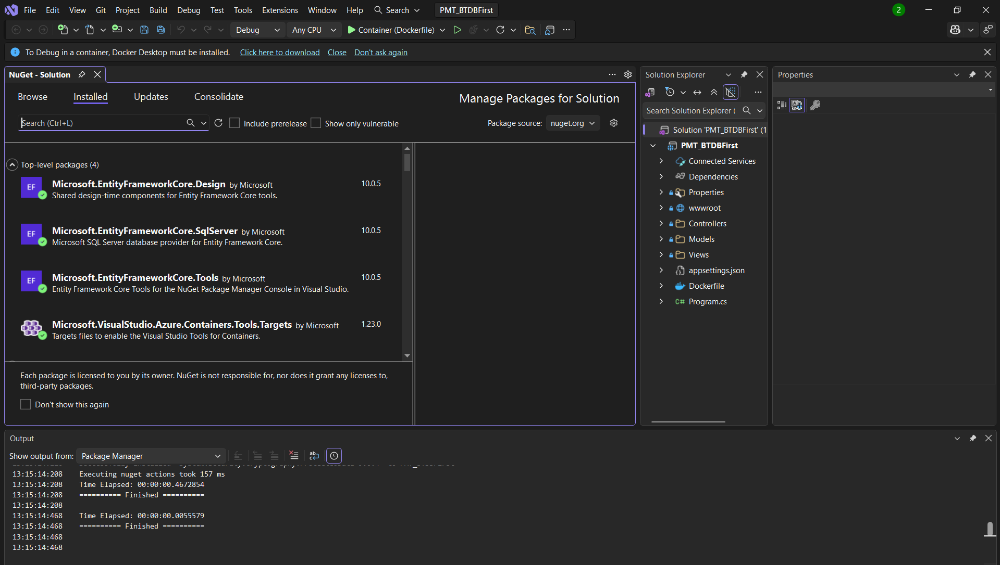 File Edit View Git Project Build Debug Test Tools Extensions Window Help Search PMT_BTDBFirst 2
Debug Any CPU Container (Dockerfile)
To Debug in a container, Docker Desktop must be installed. Click here to download Close Don't ask again
NuGet - Solution
Browse Installed Updates Consolidate
Manage Packages for Solution
Search (Ctrl+L) Include prerelease Show only vulnerable Package source: nuget.org
Top-level packages (4)
EF Microsoft.EntityFrameworkCore.Design by Microsoft 10.0.5
Shared design-time components for Entity Framework Core tools.
EF Microsoft.EntityFrameworkCore.SqlServer by Microsoft 10.0.5
Microsoft SQL Server database provider for Entity Framework Core.
EF Microsoft.EntityFrameworkCore.Tools by Microsoft 10.0.5
Entity Framework Core Tools for the NuGet Package Manager Console in Visual Studio.
Microsoft.VisualStudio.Azure.Containers.Tools.Targets by Microsoft 1.23.0
Targets files to enable the Visual Studio Tools for Containers.
Each package is licensed to you by its owner. NuGet is not responsible for, nor does it grant any licenses to,
third-party packages.
Don't show this again
Solution Explorer
Search Solution Explorer (
Solution 'PMT_BTDBFirst' (1
PMT_BTDBFirst
Connected Services
Dependencies
Properties
wwwroot
Controllers
Models
Views
appsettings.json
Dockerfile
C# Program.cs
Properties
Output
Show output from: Package Manager
13:15:14:208 Executing nuget actions took 157 ms
13:15:14:208 Time Elapsed: 00:00:00.4672854
13:15:14:208 ========== Finished ==========
13:15:14:208
13:15:14:468 Time Elapsed: 00:00:00.0055579
13:15:14:468 ========== Finished ==========
13:15:14:468
13:15:14:468